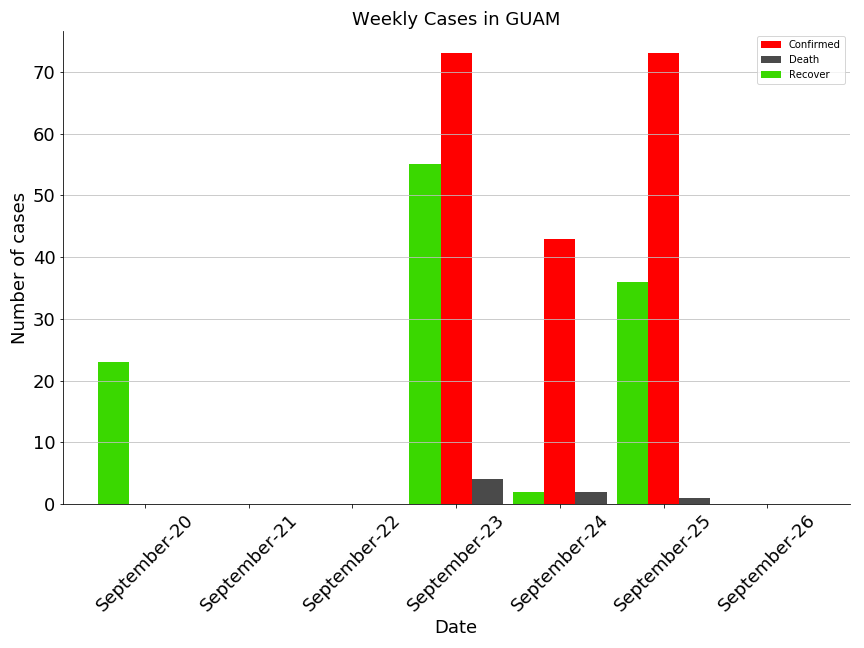 Weekly Cases in GUAM
Confirmed
Death
Recover
Number of cases
70
60
50
40
30
20
10
0
September-20
September-21
September-22
September-23
September-24
September-25
September-26
Date